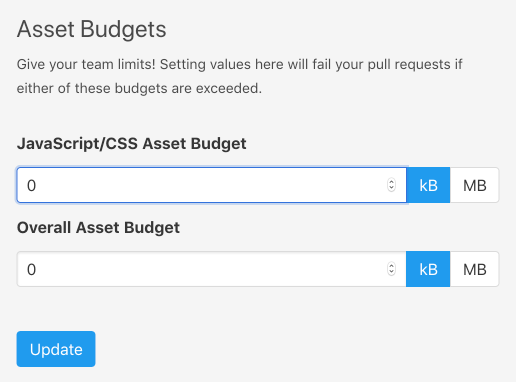 Asset Budgets
Give your team limits! Setting values here will fail your pull requests if
either of these budgets are exceeded.
JavaScript/CSS Asset Budget
0 kB MB
Overall Asset Budget
0 kB MB
Update